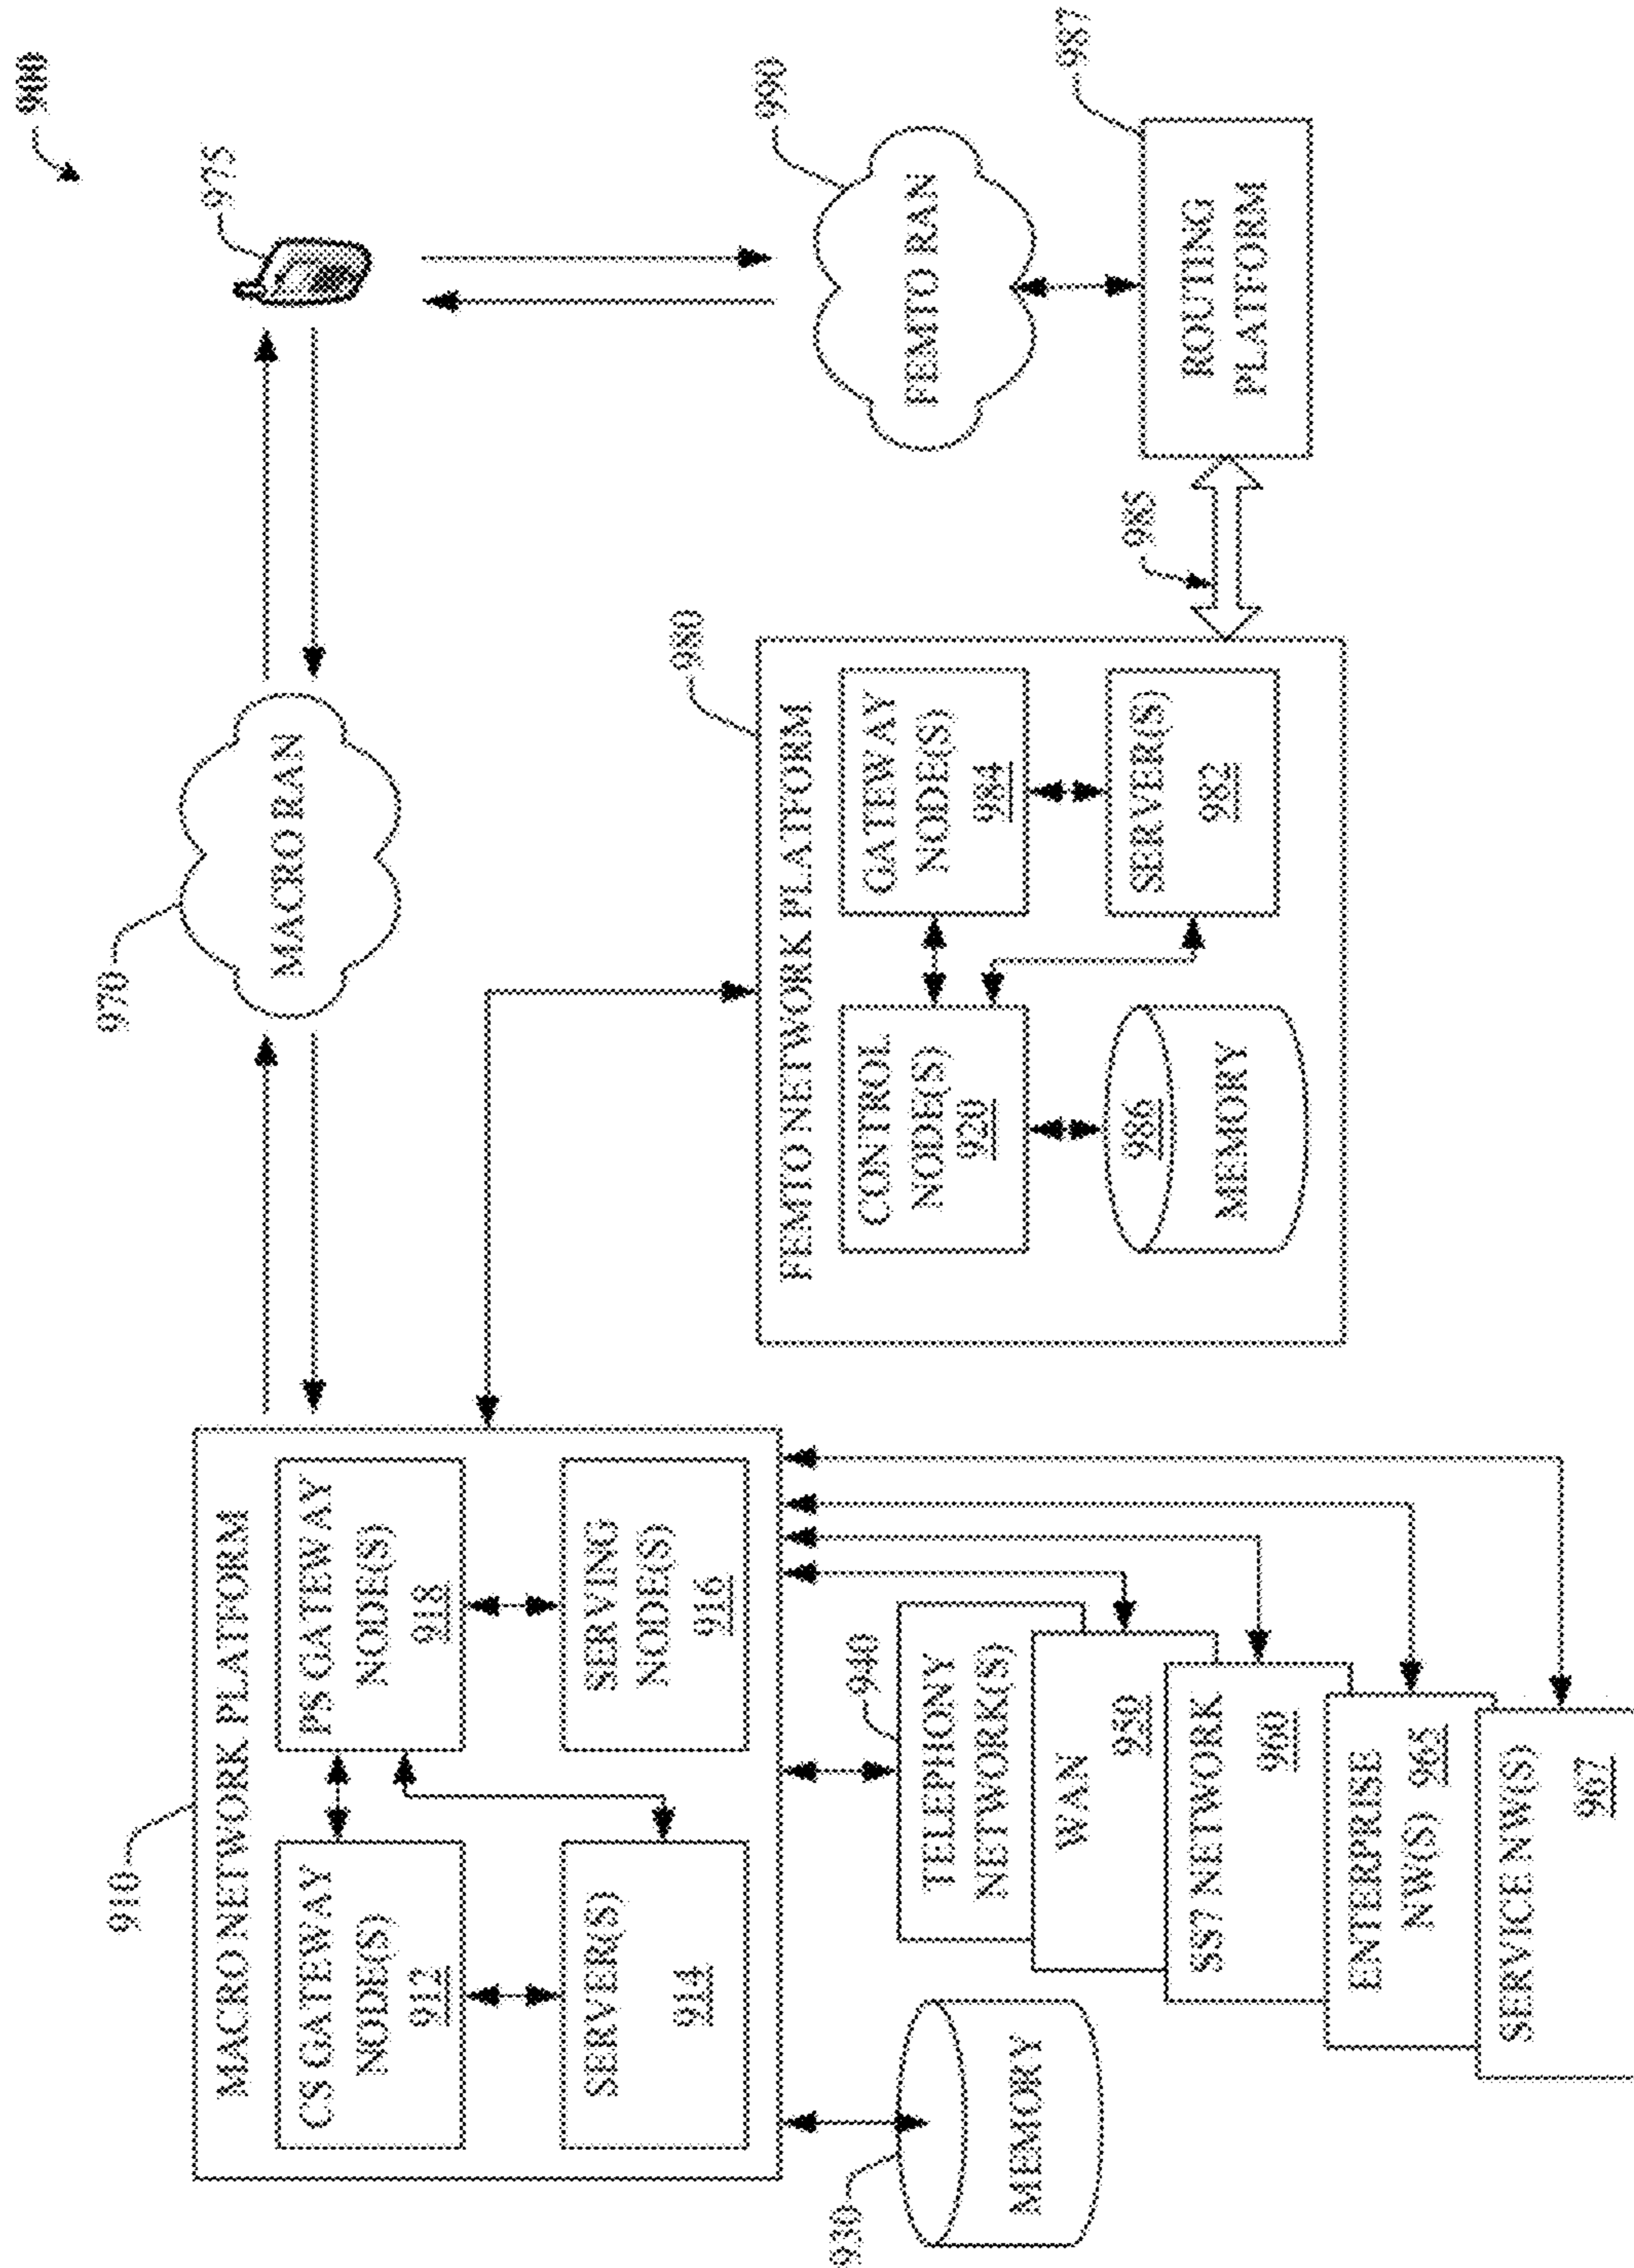 900
975
970
MACRO RAN
910
MACRO NETWORK PLATFORM
CS GATEWAY
NODE(S)
912
PS GATEWAY
NODE(S)
918
SERVER(S)
914
SERVING
NODE(S)
916
930
MEMORY
940
TELEPHONY
NETWORK(S)
WAN
950
SS7 NETWORK
960
ENTERPRISE
NW(S) 965
SERVICE NW(S)
967
980
FEMTO NETWORK PLATFORM
CONTROL
NODE(S)
920
GATEWAY
NODE(S)
984
986
MEMORY
SERVER(S)
982
985
990
FEMTO RAN
987
ROUTING
PLATFORM